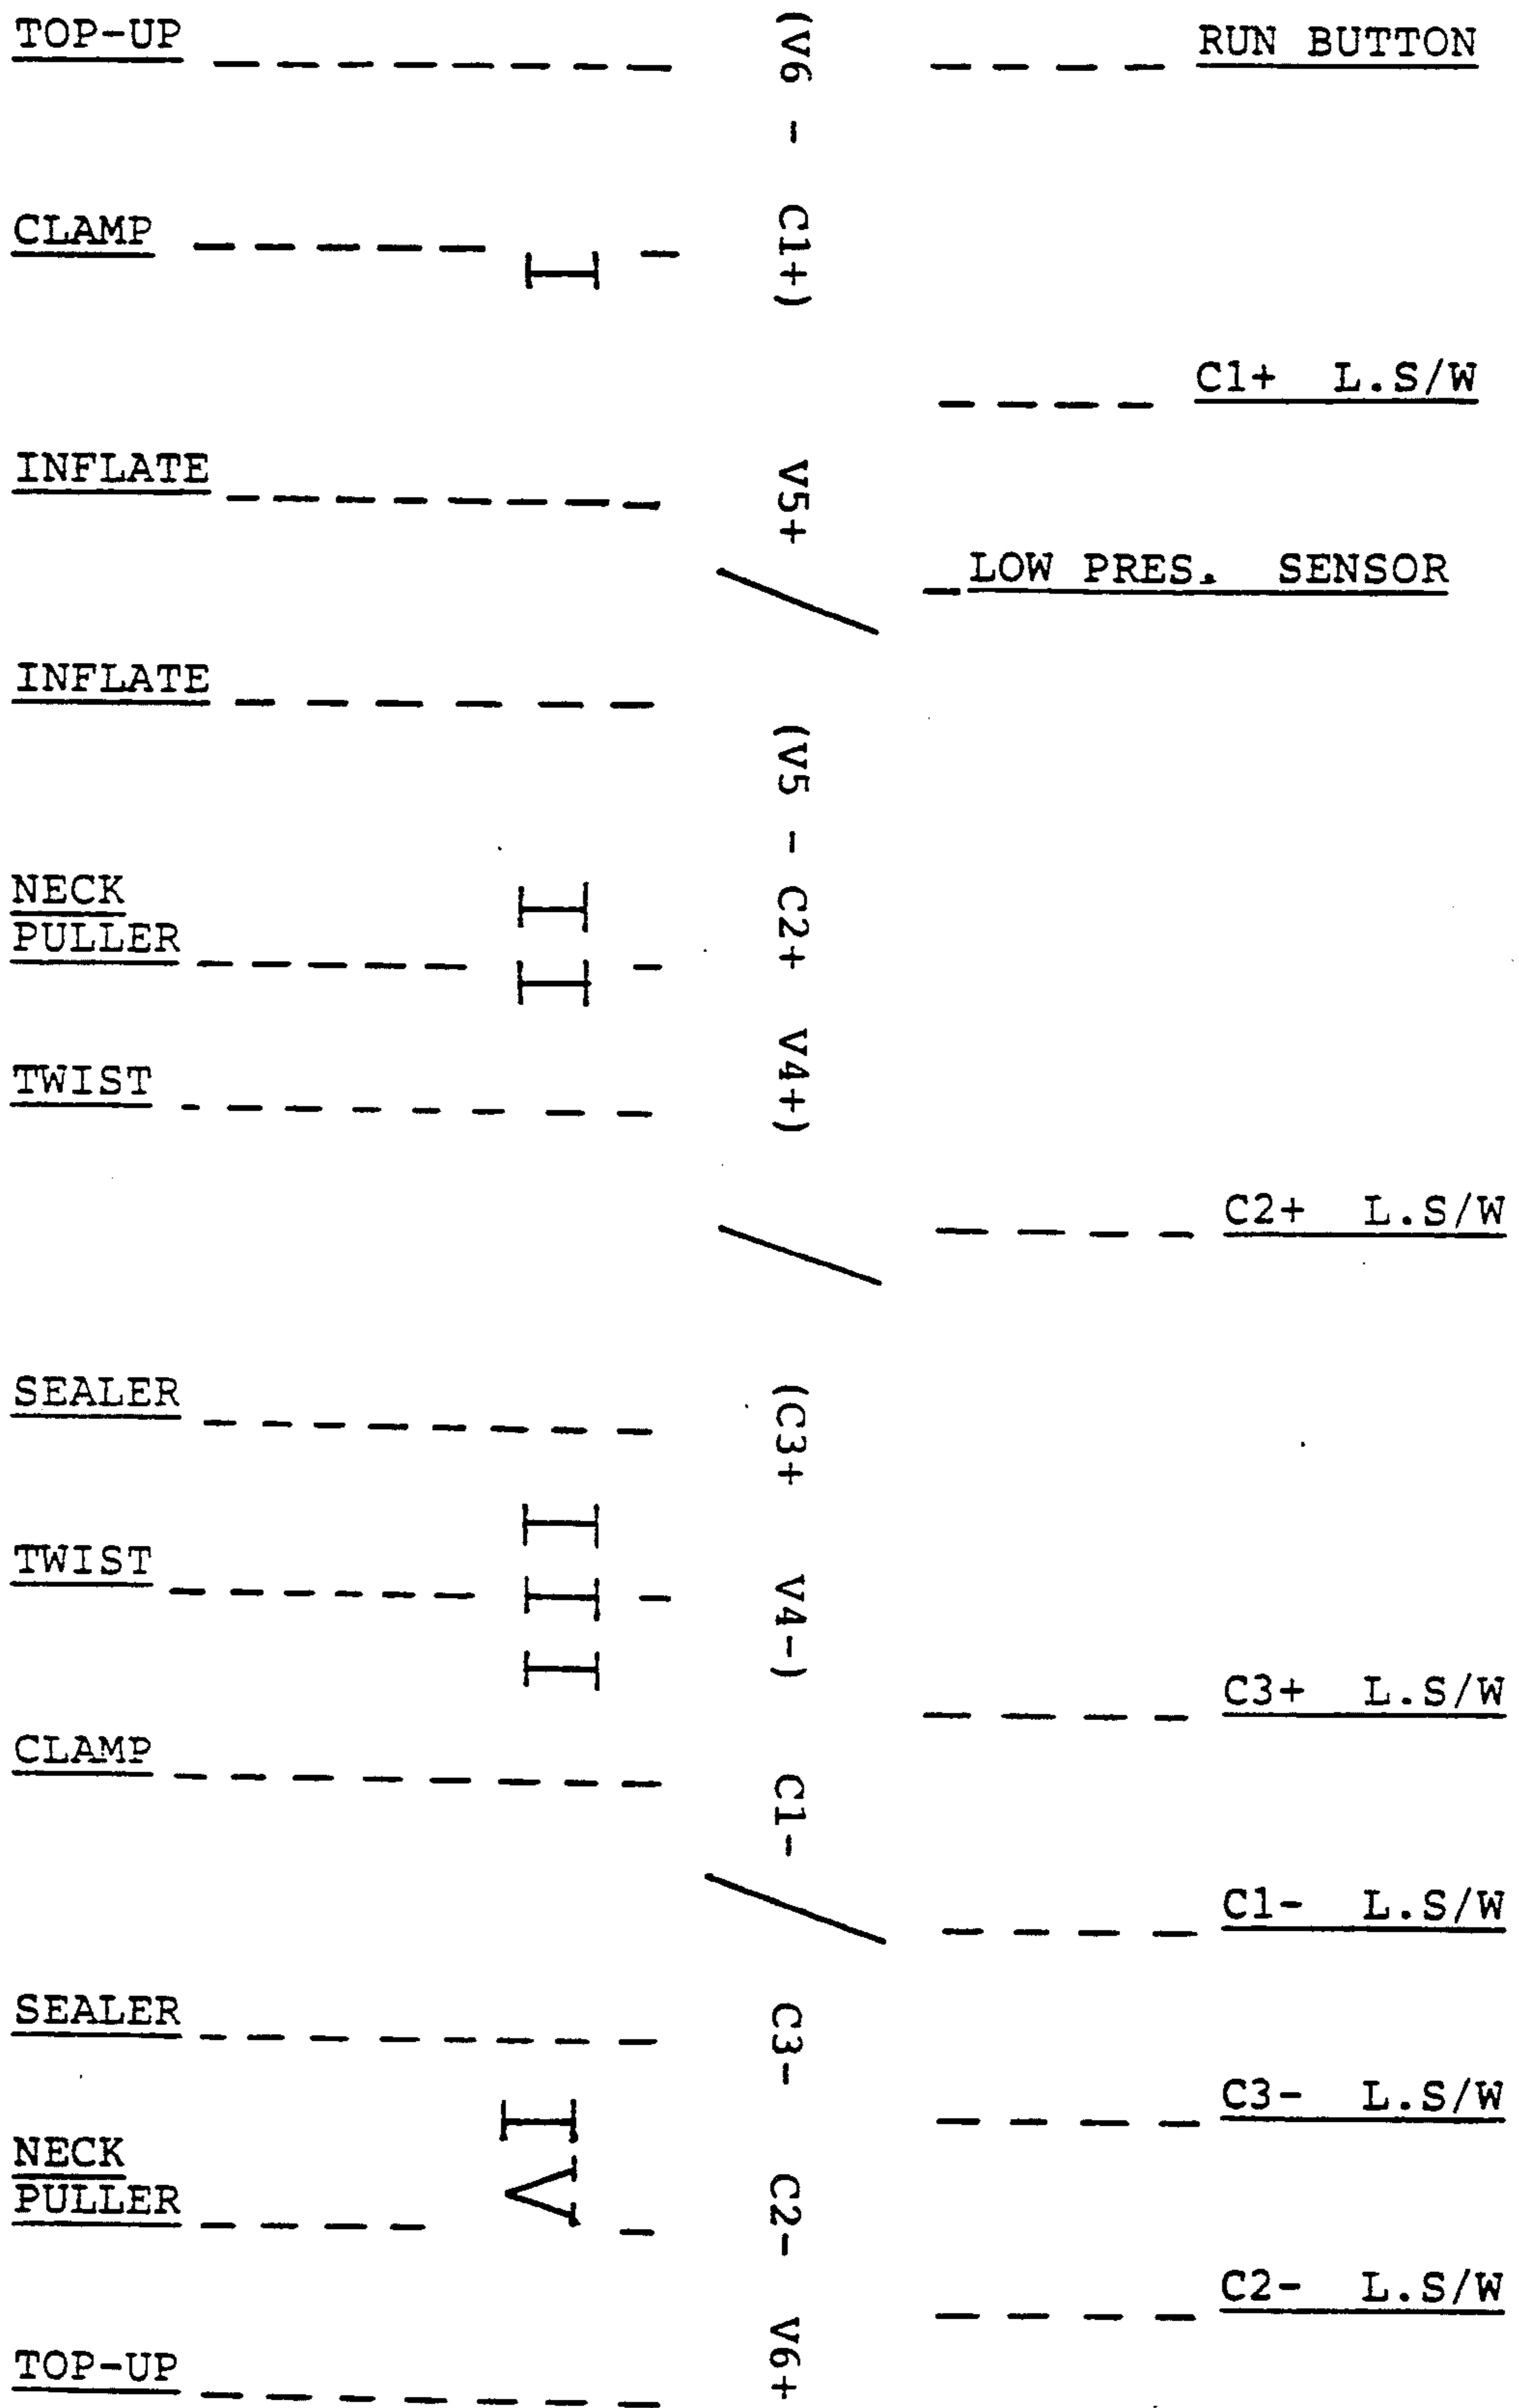 TOP-UP
CLAMP
INFLATE
INFLATE
NECK
PULLER
TWIST
SEALER
TWIST
CLAMP
SEALER
NECK
PULLER
TOP-UP
(V6 - C1+) V5+ / (V5 - C2+ V4+) / (C3+ V4-) C1- / C3- C2- V6+
I
II
III
IV
RUN BUTTON
C1+ L.S/W
LOW PRES. SENSOR
C2+ L.S/W
C3+ L.S/W
C1- L.S/W
C3- L.S/W
C2- L.S/W